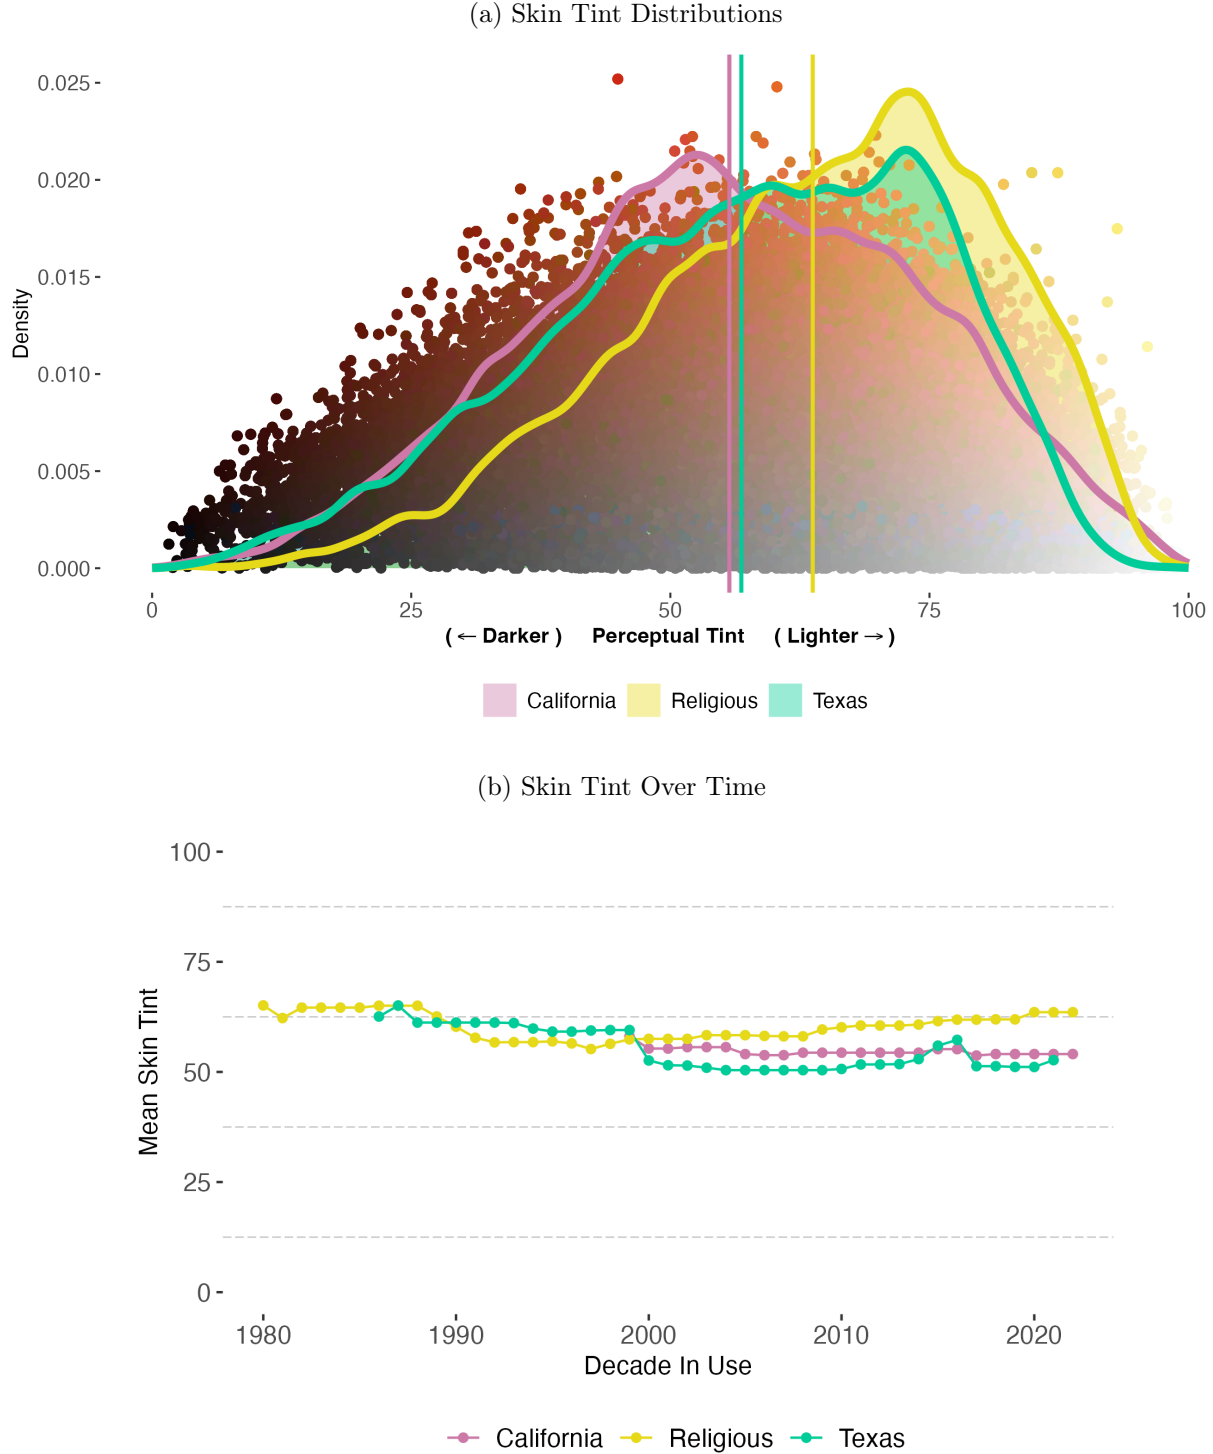 (a) Skin Tint Distributions
0.025
0.020
0.015
0.010
0.005
0.000
Density
0 25 50 75 100
( ← Darker ) Perceptual Tint ( Lighter → )
California Religious Texas
(b) Skin Tint Over Time
100
75
50
25
0
Mean Skin Tint
1980 1990 2000 2010 2020
Decade In Use
California Religious Texas